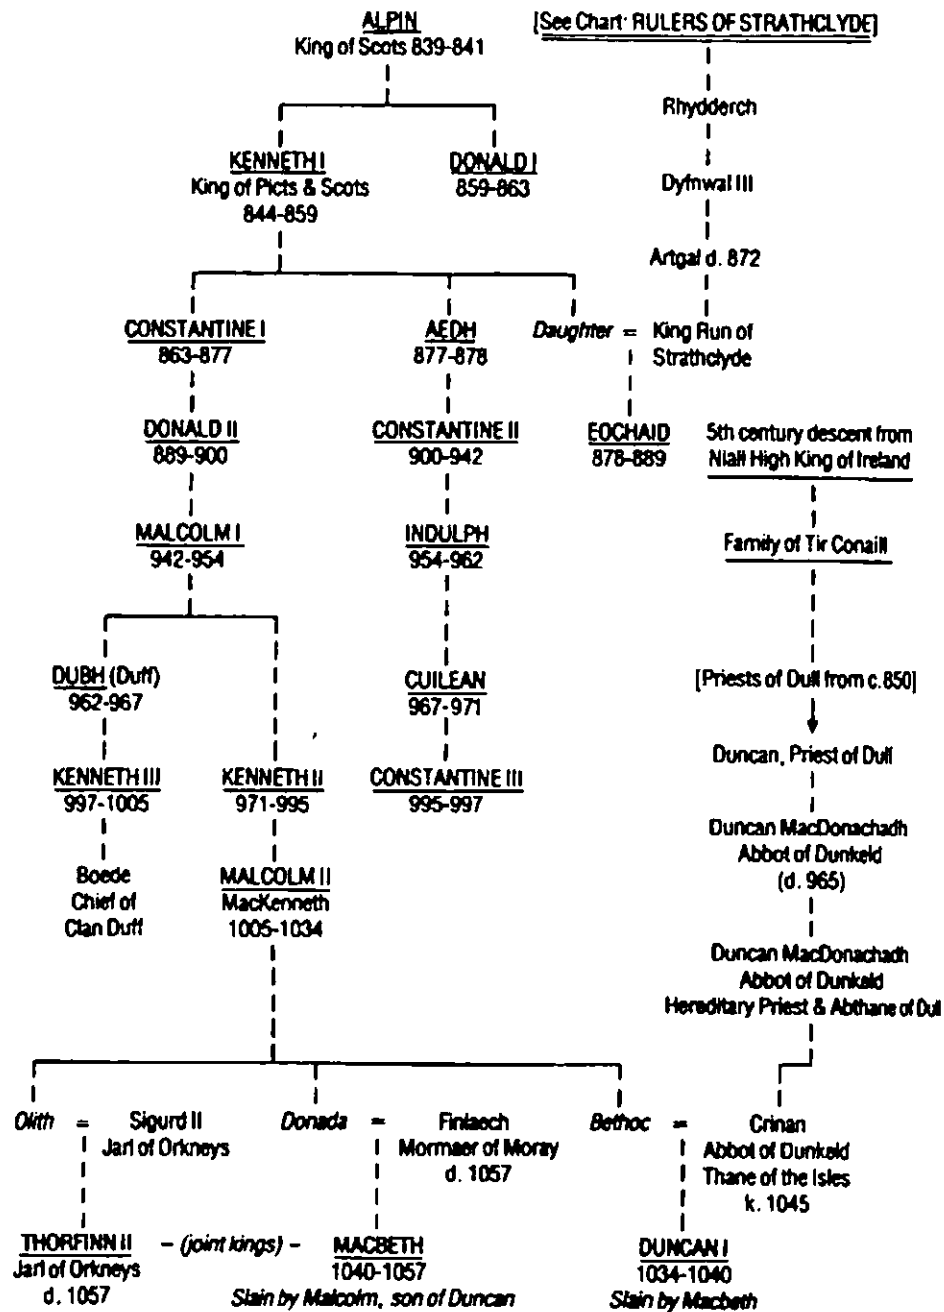 ALPIN
King of Scots 839-841
[See Chart: RULERS OF STRATHCLYDE]
Rhydderch
KENNETH I
King of Picts & Scots
844-859
DONALD I
859-863
Dyfnwal III
Artgal d. 872
CONSTANTINE I
863-877
AEDH
877-878
Daughter = King Run of
Strathclyde
DONALD II
889-900
CONSTANTINE II
900-942
EOCHAID
878-889
5th century descent from
Niall High King of Ireland
MALCOLM I
942-954
INDULPH
954-962
Family of Tir Conaill
DUBH (Duff)
962-967
CUILEAN
967-971
[Priests of Dull from c.850]
KENNETH III
997-1005
KENNETH II
971-995
CONSTANTINE III
995-997
Duncan, Priest of Dull
Boede
Chief of
Clan Duff
MALCOLM II
MacKenneth
1005-1034
Duncan MacDonachadh
Abbot of Dunkeld
(d. 965)
Duncan MacDonachadh
Abbot of Dunkeld
Hereditary Priest & Abthane of Dull
Olith = Sigurd II
Jarl of Orkneys
Donada = Finlaech
Mormaer of Moray
d. 1057
Bethoc = Crinan
Abbot of Dunkeld
Thane of the Isles
k. 1045
THORFINN II – (joint kings) – MACBETH
Jarl of Orkneys
d. 1057
1040-1057
Slain by Malcolm, son of Duncan
DUNCAN I
1034-1040
Slain by Macbeth